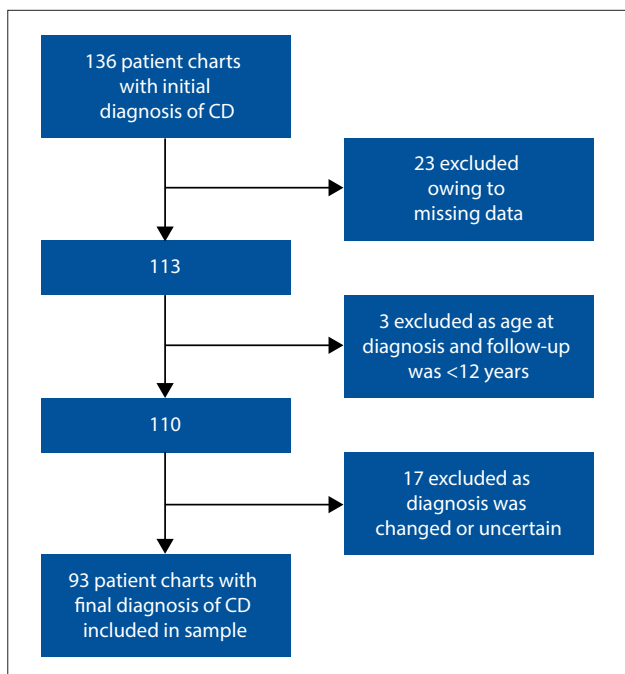 136 patient charts
with initial
diagnosis of CD
23 excluded
owing to
missing data
113
3 excluded as age at
diagnosis and follow-up
was <12 years
110
17 excluded as
diagnosis was
changed or uncertain
93 patient charts with
final diagnosis of CD
included in sample